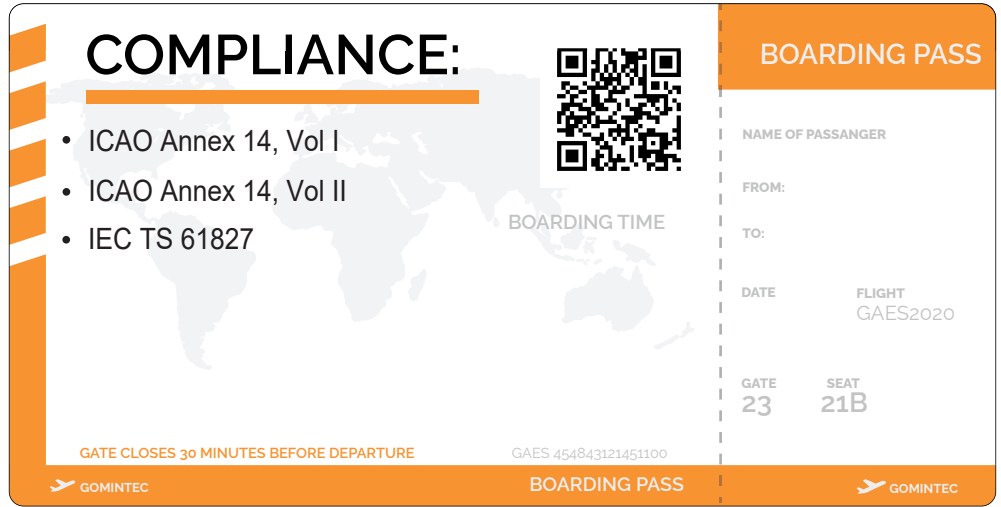 COMPLIANCE:
• ICAO Annex 14, Vol I
• ICAO Annex 14, Vol II
• IEC TS 61827
BOARDING TIME
GATE CLOSES 30 MINUTES BEFORE DEPARTURE
GAES 454843121451100
GOMINTEC
BOARDING PASS
BOARDING PASS
NAME OF PASSANGER
FROM:
TO:
DATE
FLIGHT
GAES2020
GATE
23
SEAT
21B
GOMINTEC